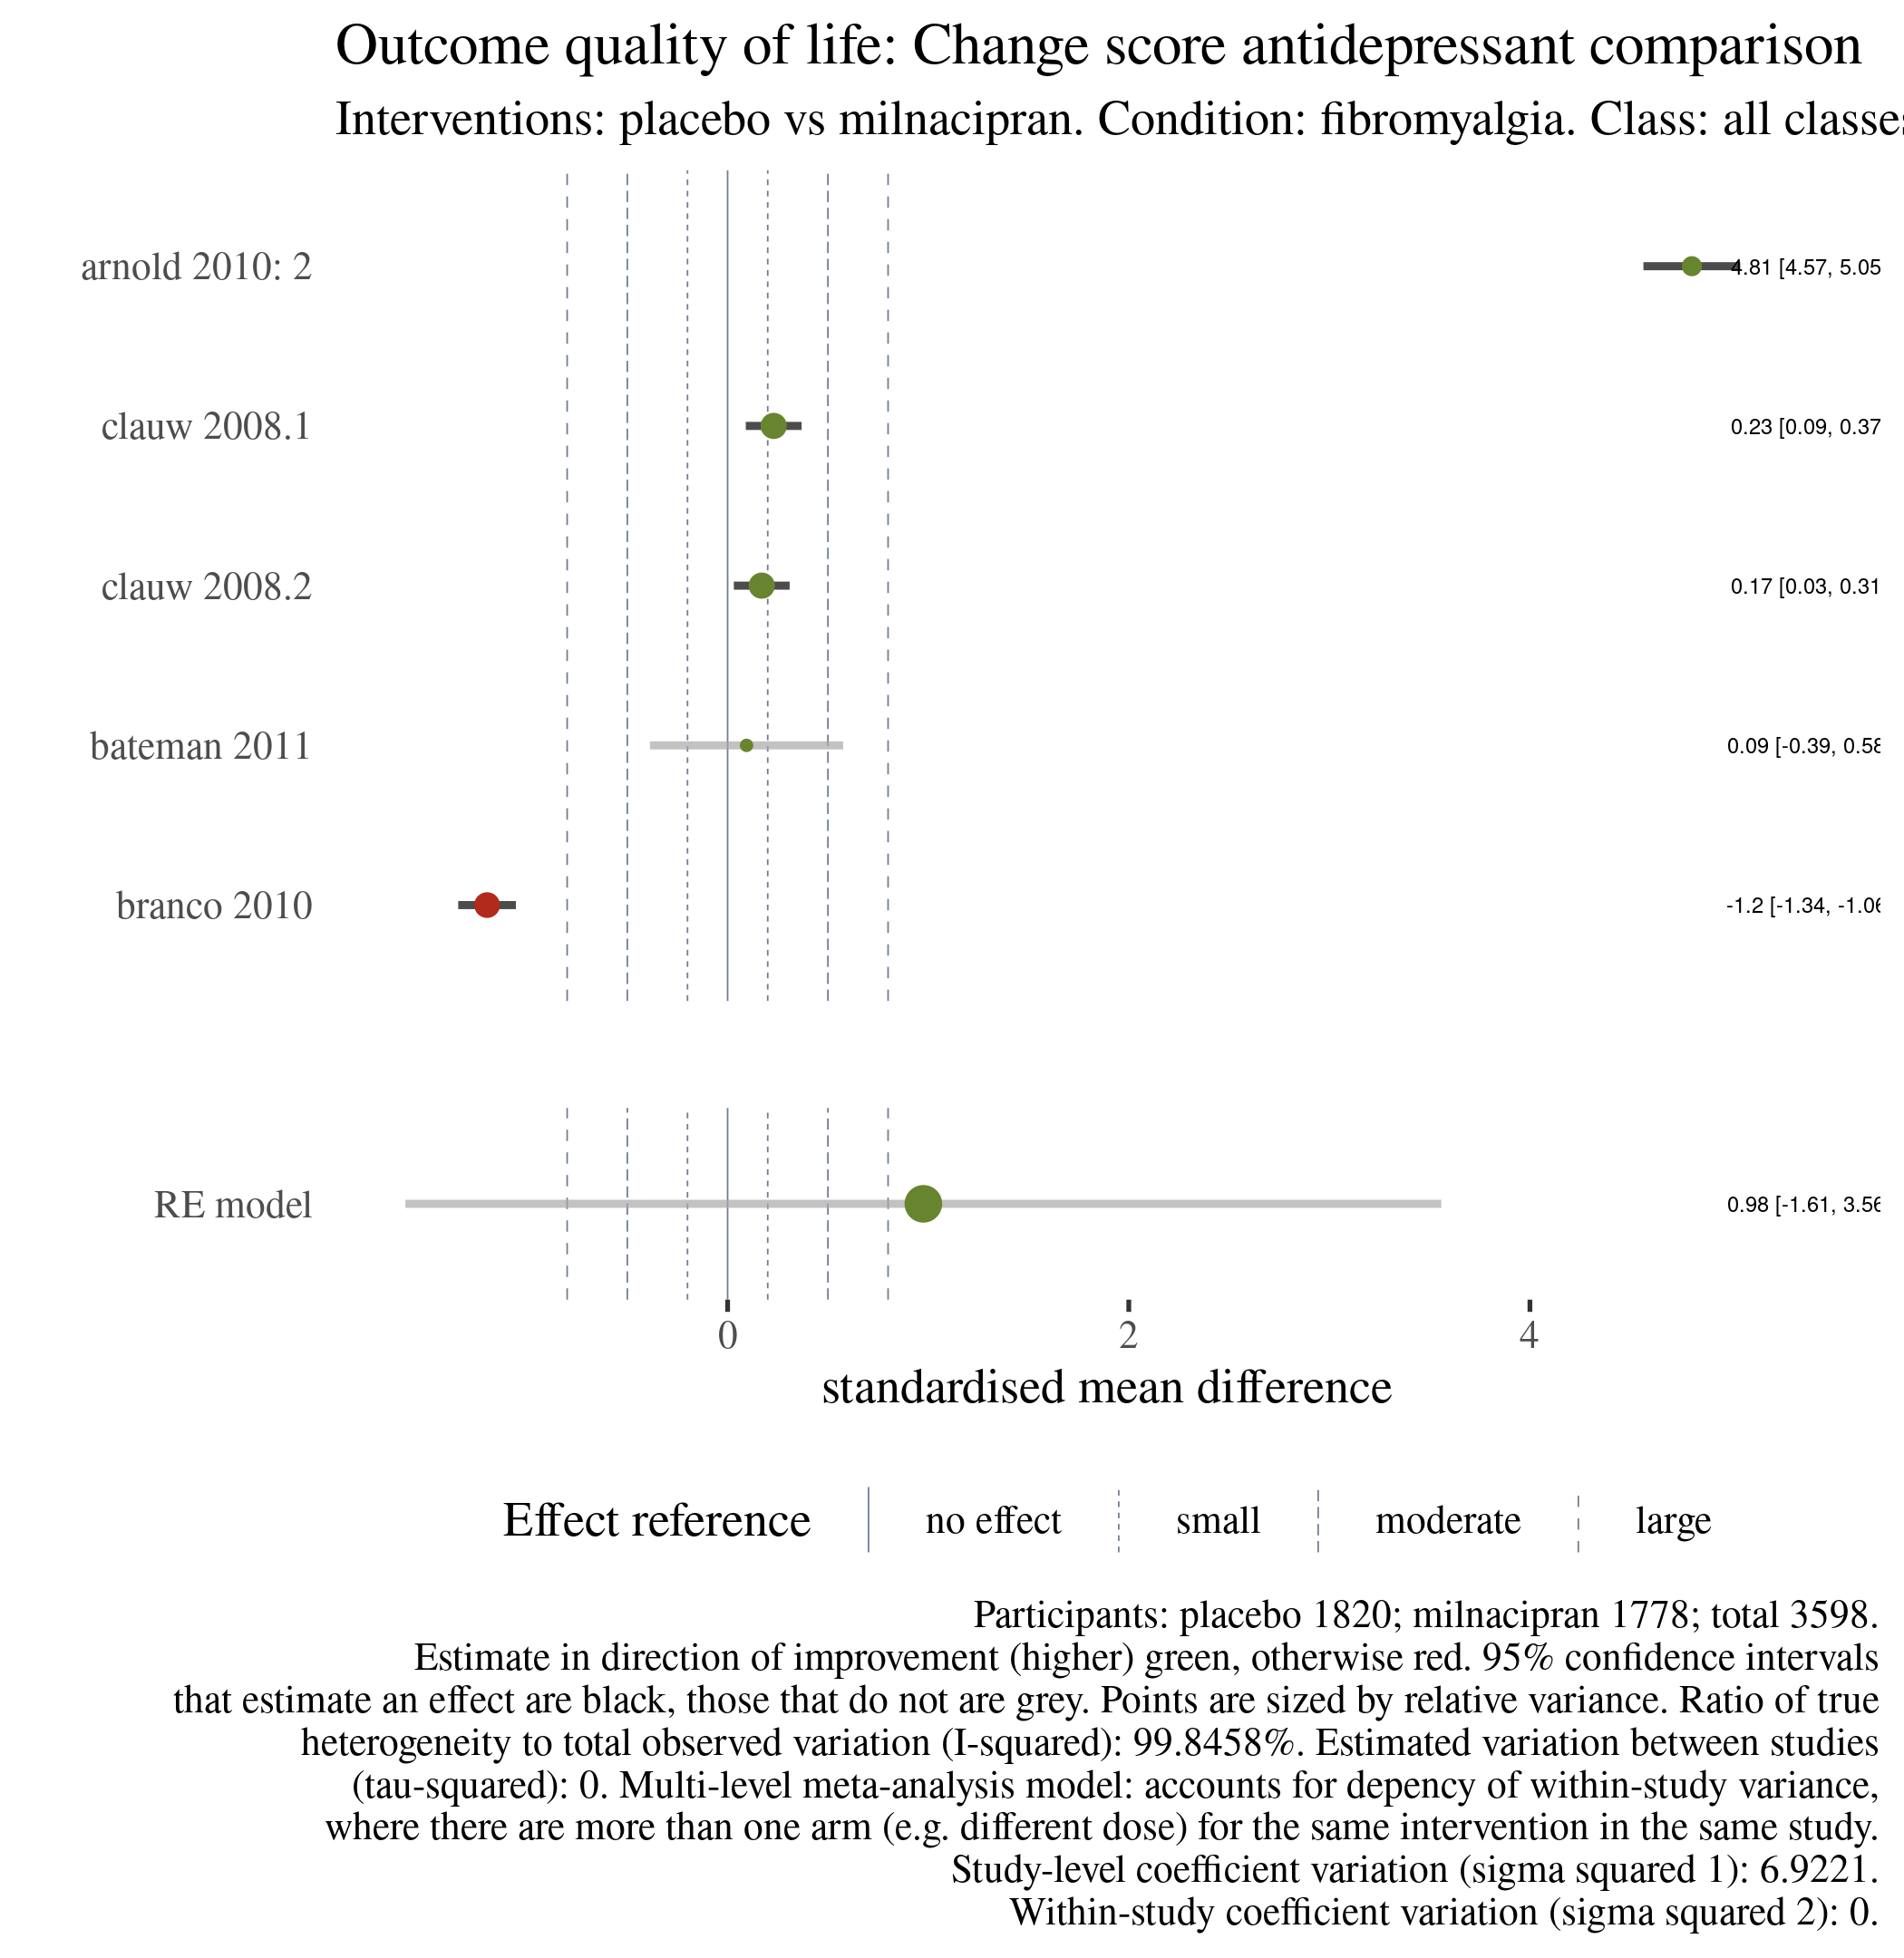 Outcome quality of life: Change score antidepressant comparison
Interventions: placebo vs milnacipran. Condition: fibromyalgia. Class: all classes
arnold 2010: 2 4.81 [4.57, 5.05
clauw 2008.1 0.23 [0.09, 0.37
clauw 2008.2 0.17 [0.03, 0.31
bateman 2011 0.09 [-0.39, 0.58
branco 2010 -1.2 [-1.34, -1.06
RE model 0.98 [-1.61, 3.56
0 2 4
standardised mean difference
Effect reference no effect small moderate large
Participants: placebo 1820; milnacipran 1778; total 3598.
Estimate in direction of improvement (higher) green, otherwise red. 95% confidence intervals
that estimate an effect are black, those that do not are grey. Points are sized by relative variance. Ratio of true
heterogeneity to total observed variation (I-squared): 99.8458%. Estimated variation between studies
(tau-squared): 0. Multi-level meta-analysis model: accounts for depency of within-study variance,
where there are more than one arm (e.g. different dose) for the same intervention in the same study.
Study-level coefficient variation (sigma squared 1): 6.9221.
Within-study coefficient variation (sigma squared 2): 0.